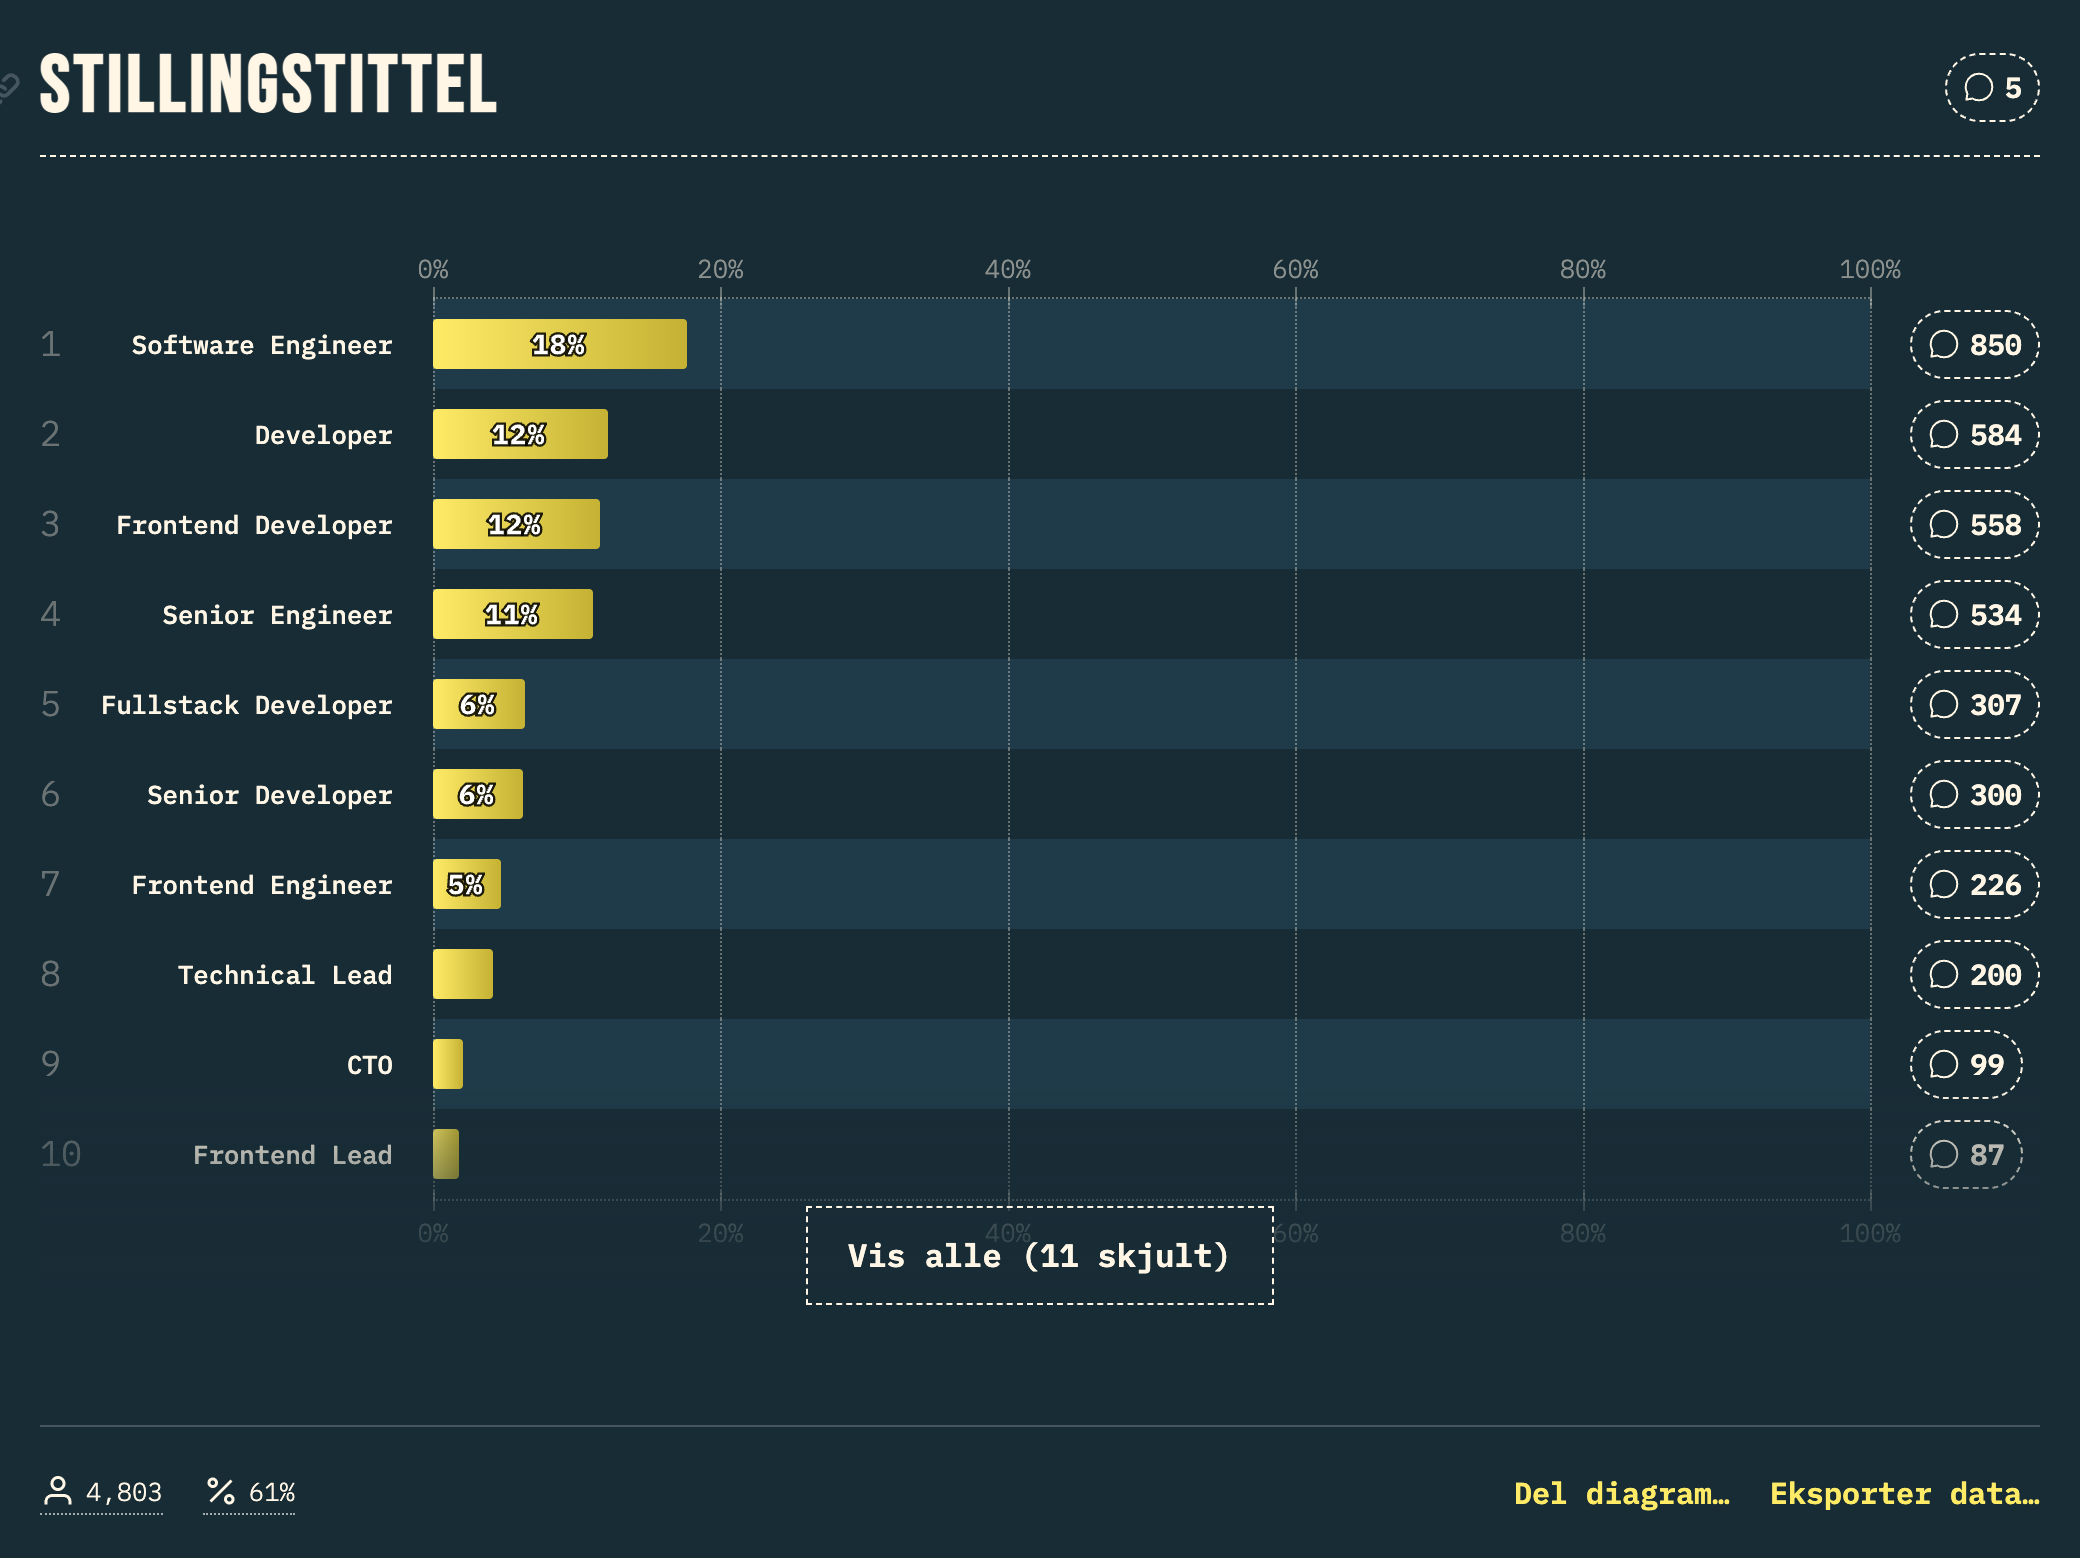 STILLINGSTITTEL
5
0% 20% 40% 60% 80% 100%
1 Software Engineer 18% 850
2 Developer 12% 584
3 Frontend Developer 12% 558
4 Senior Engineer 11% 534
5 Fullstack Developer 6% 307
6 Senior Developer 6% 300
7 Frontend Engineer 5% 226
8 Technical Lead 200
9 CTO 99
10 Frontend Lead 87
0% 20% 40% 60% 80% 100%
Vis alle (11 skjult)
4,803 % 61% Del diagram… Eksporter data…